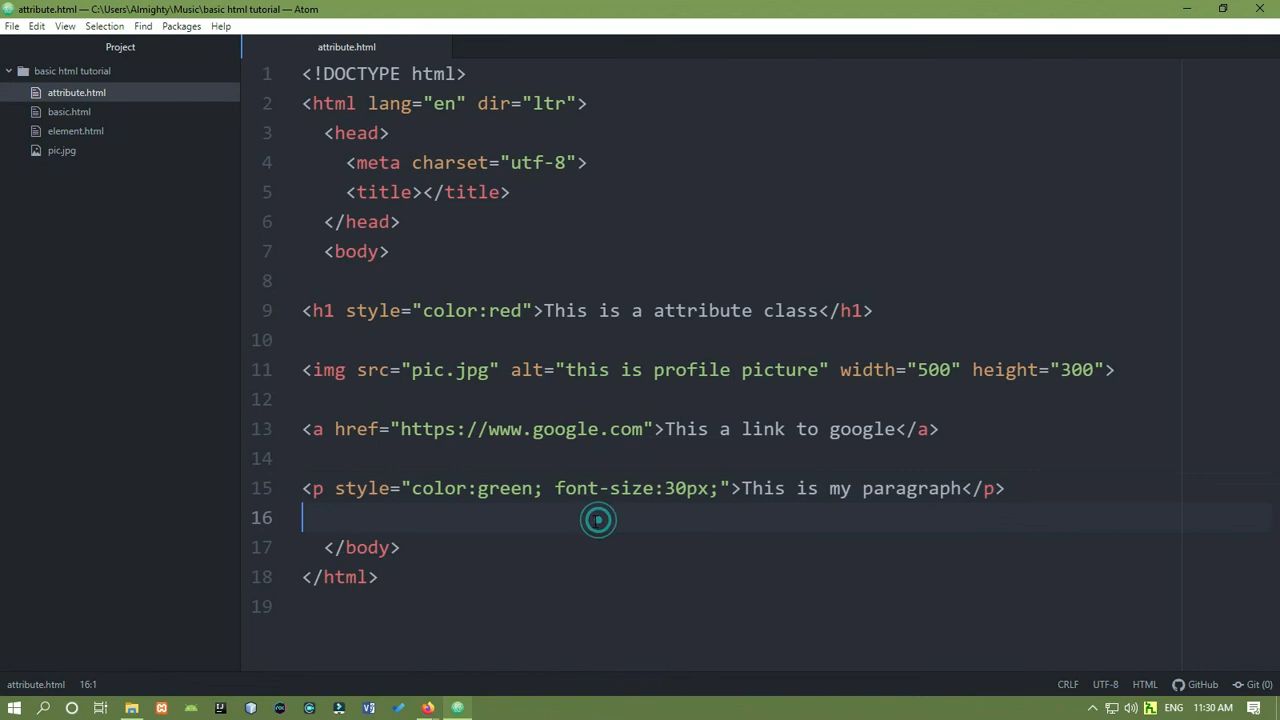 attribute.html — C:\Users\Almighty\Music\basic html tutorial — Atom
File Edit View Selection Find Packages Help
Project
attribute.html
basic html tutorial
attribute.html
basic.html
element.html
pic.jpg
1 <!DOCTYPE html>
2 <html lang="en" dir="ltr">
3 <head>
4 <meta charset="utf-8">
5 <title></title>
6 </head>
7 <body>
8
9 <h1 style="color:red">This is a attribute class</h1>
10
11 <img src="pic.jpg" alt="this is profile picture" width="500" height="300">
12
13 <a href="https://www.google.com">This a link to google</a>
14
15 <p style="color:green; font-size:30px;">This is my paragraph</p>
16
17 </body>
18 </html>
19
attribute.html 16:1 CRLF UTF-8 HTML GitHub Git (0)
ENG 11:30 AM